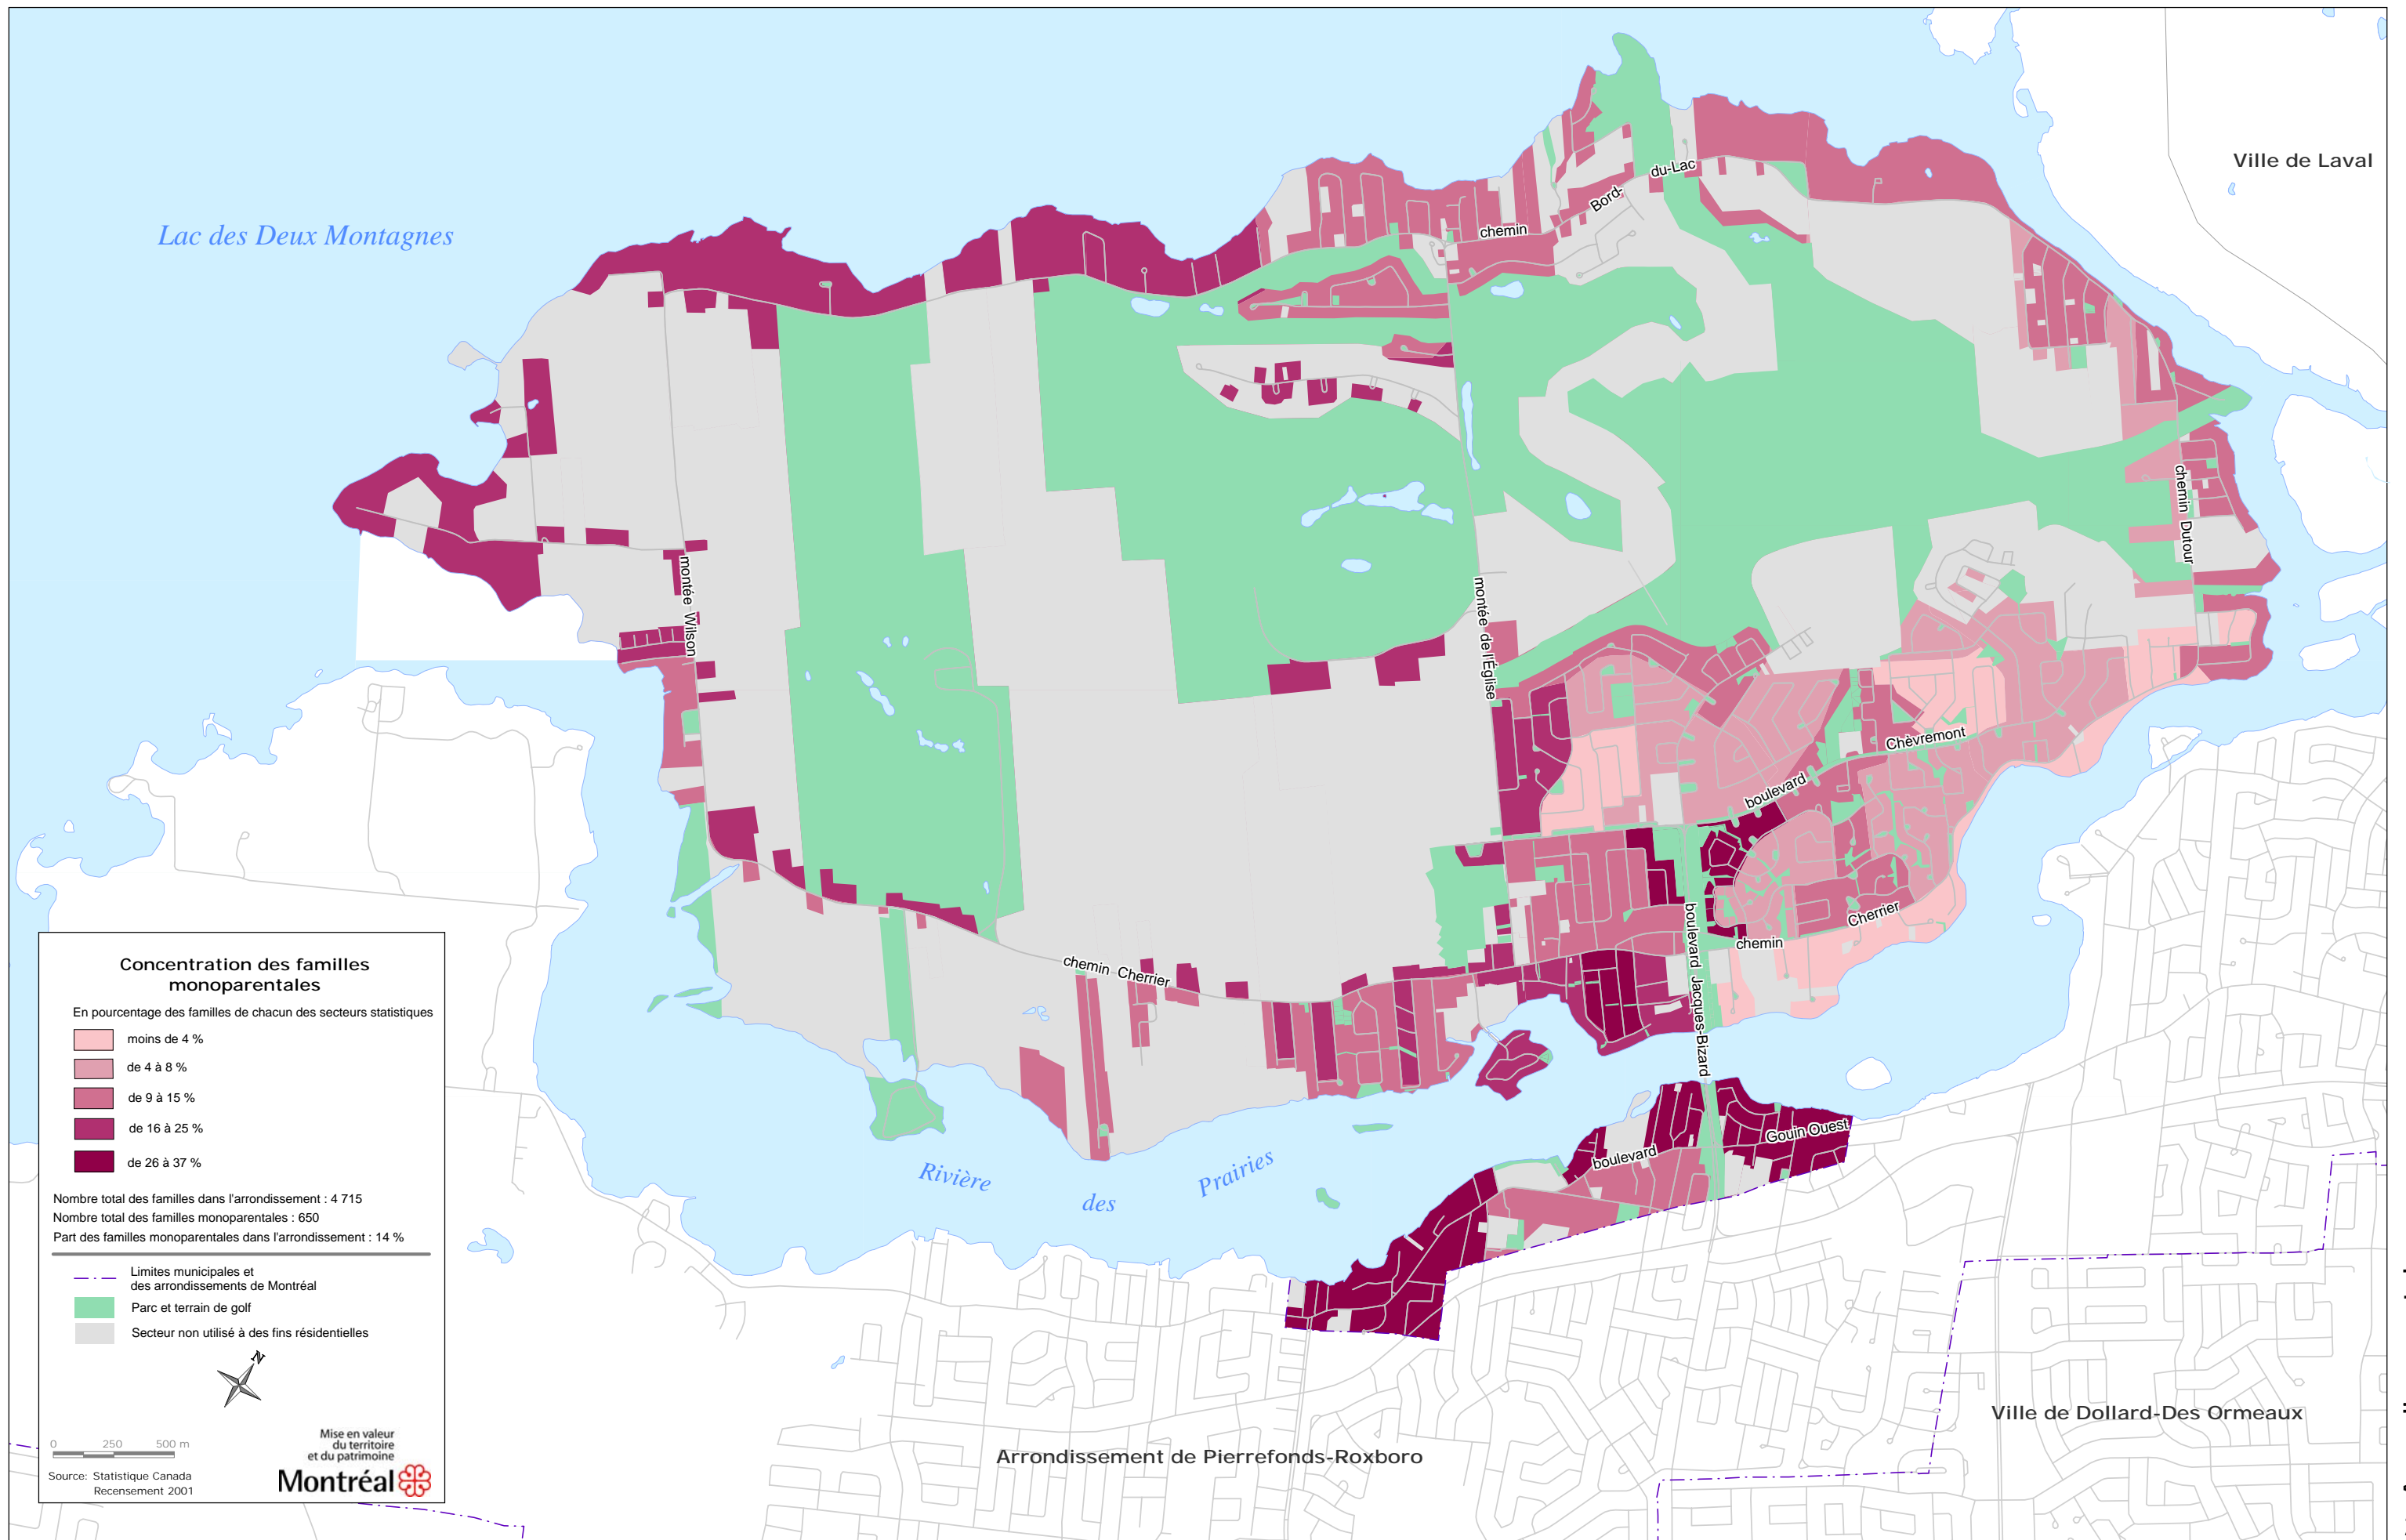 Ville de Laval
Lac des Deux Montagnes
chemin
Bord-
du-Lac
chemin Dutour
montée Wilson
montée de l'Église
Chèvremont
boulevard
Cherrier
chemin
boulevard Jacques-Bizard
chemin Cherrier
Rivière
des
Prairies
boulevard
Gouin Ouest
Ville de Dollard-Des Ormeaux
Arrondissement de Pierrefonds-Roxboro
Concentration des familles
monoparentales
En pourcentage des familles de chacun des secteurs statistiques
moins de 4 %
de 4 à 8 %
de 9 à 15 %
de 16 à 25 %
de 26 à 37 %
Nombre total des familles dans l'arrondissement : 4 715
Nombre total des familles monoparentales : 650
Part des familles monoparentales dans l'arrondissement : 14 %
Limites municipales et
des arrondissements de Montréal
Parc et terrain de golf
Secteur non utilisé à des fins résidentielles
N
0 250 500 m
Source: Statistique Canada
Recensement 2001
Mise en valeur
du territoire
et du patrimoine
Montréal